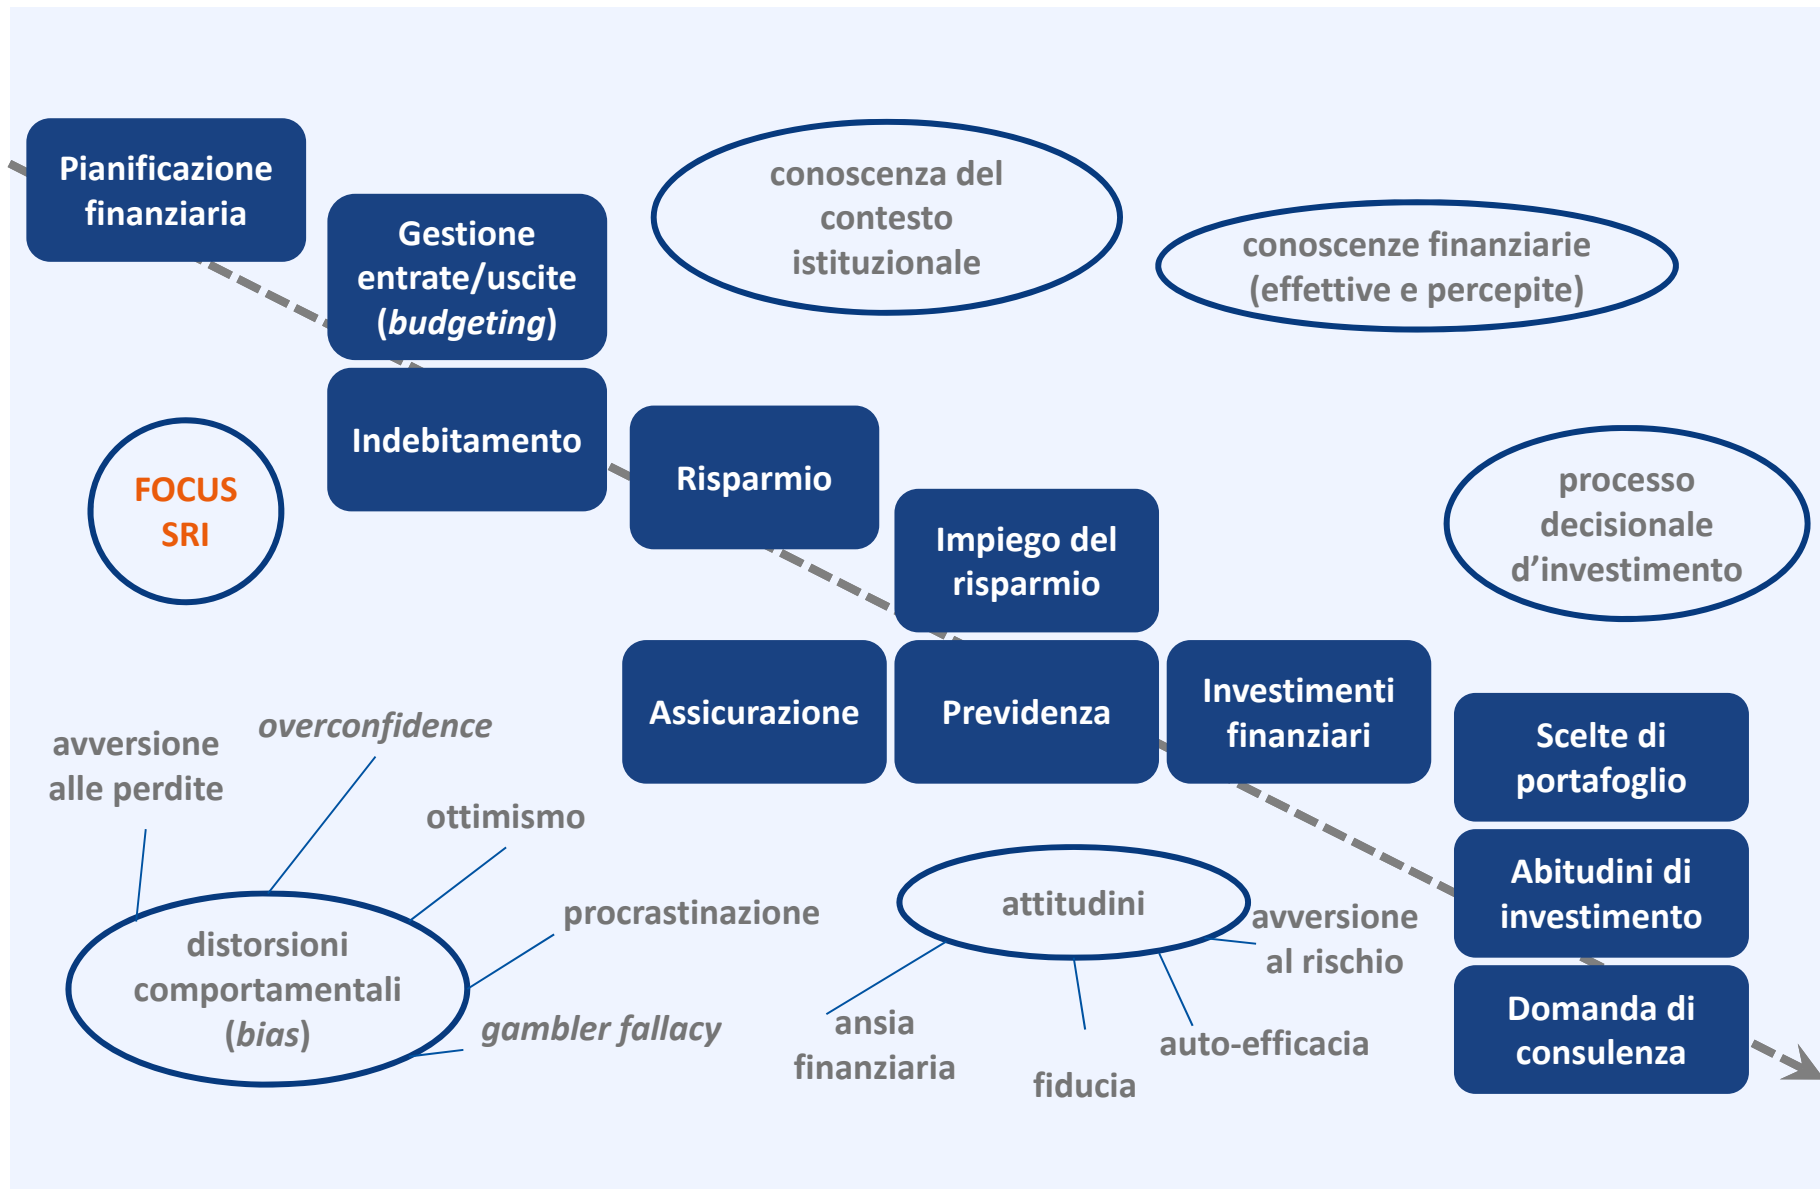 Pianificazione
finanziaria
Gestione
entrate/uscite
(budgeting)
conoscenza del
contesto
istituzionale
conoscenze finanziarie
(effettive e percepite)
Indebitamento
FOCUS
SRI
Risparmio
Impiego del
risparmio
processo
decisionale
d’investimento
Assicurazione
Previdenza
Investimenti
finanziari
Scelte di
portafoglio
Abitudini di
investimento
Domanda di
consulenza
avversione
alle perdite
overconfidence
ottimismo
procrastinazione
gambler fallacy
distorsioni
comportamentali
(bias)
attitudini
avversione
al rischio
auto-efficacia
fiducia
ansia
finanziaria